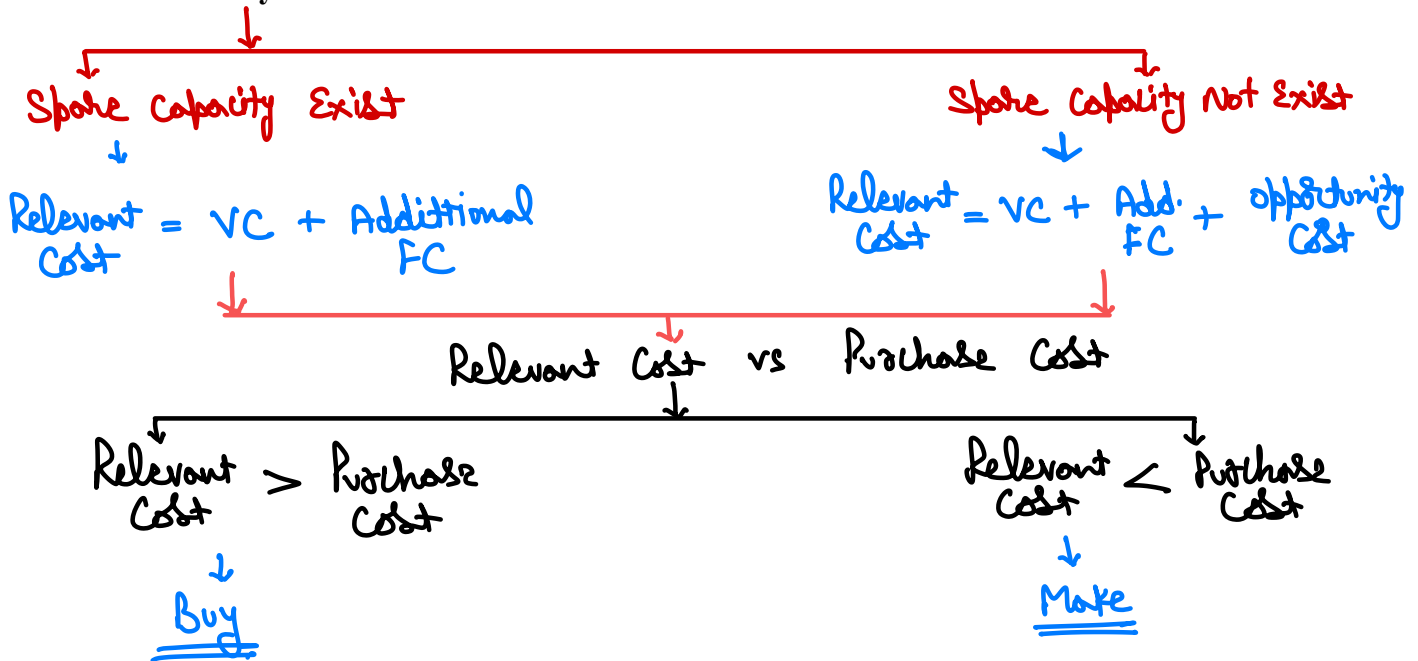 Spare Capacity Exist
Spare Capacity Not Exist
Relevant Cost = VC + Addittional FC
Relevant Cost = VC + Add. FC + Opportunity Cost
Relevant Cost vs Purchase Cost
Relevant Cost > Purchase Cost
Relevant Cost < Purchase Cost
Buy
Make